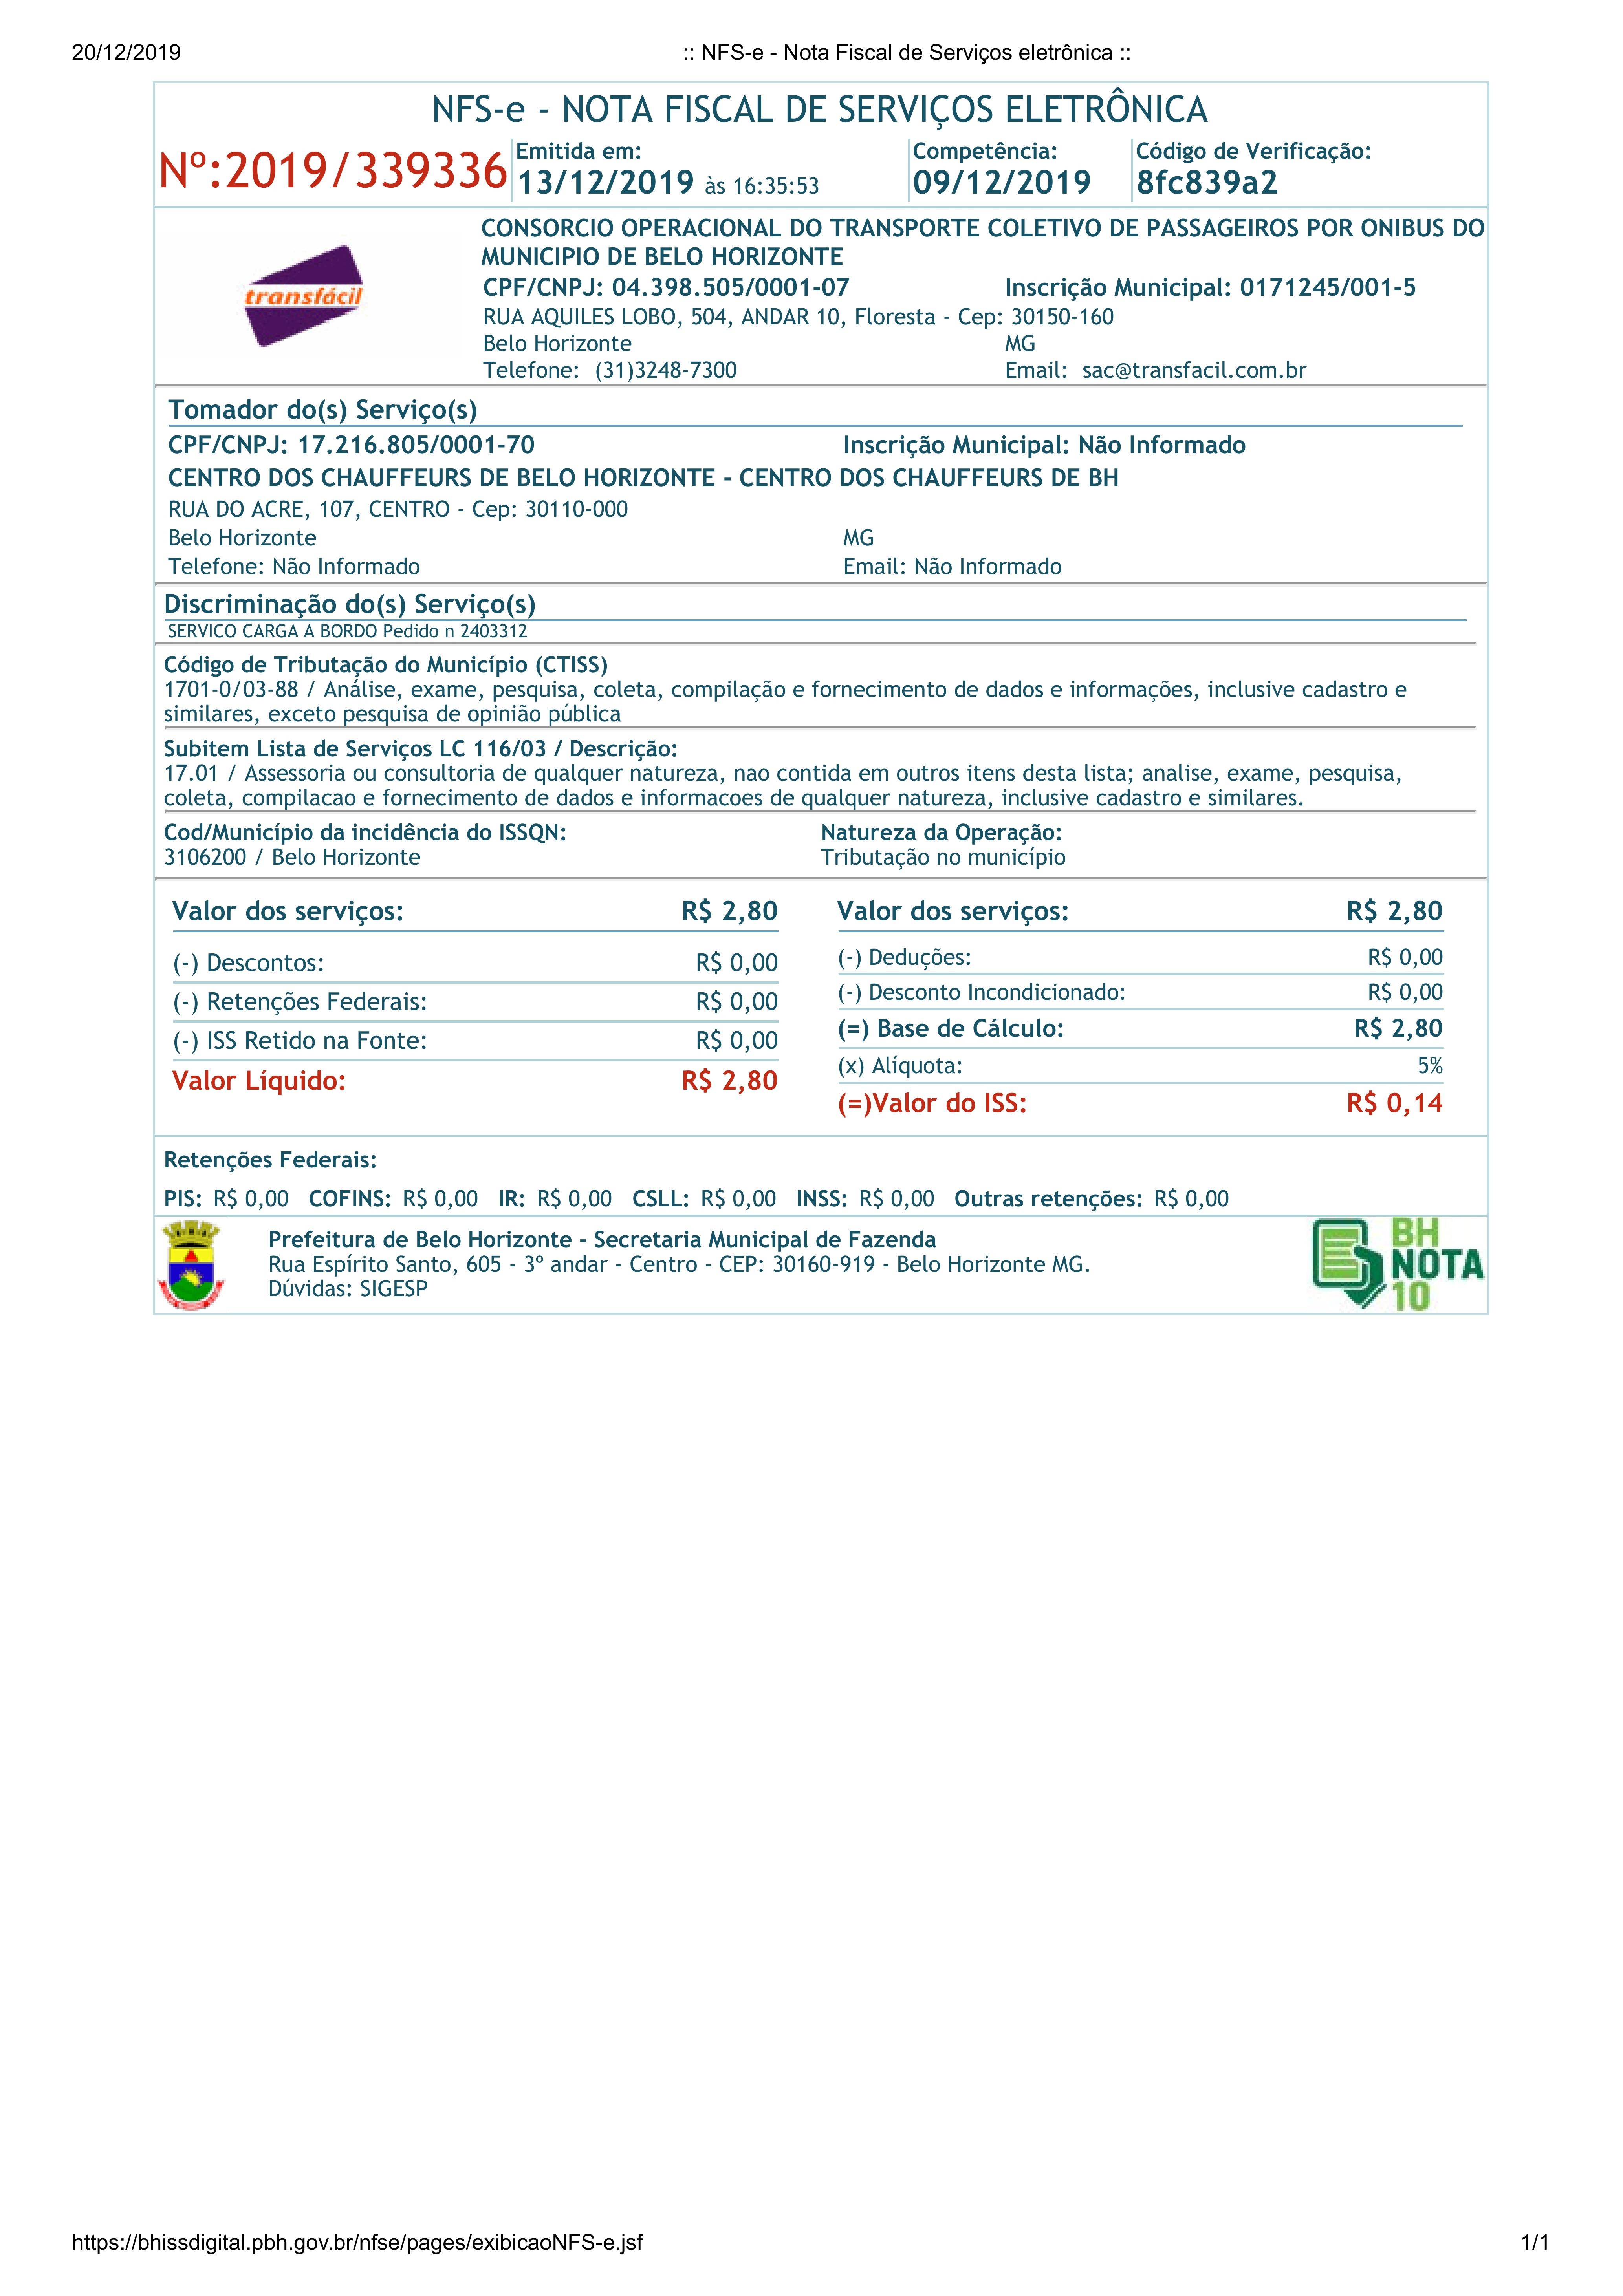 20/12/2019
:: NFS-e - Nota Fiscal de Serviços eletrônica ::
NFS-e - NOTA FISCAL DE SERVIÇOS ELETRÔNICA
Nº:2019/339336
Emitida em:
13/12/2019 às 16:35:53
Competência:
09/12/2019
Código de Verificação:
8fc839a2
transfácil
CONSORCIO OPERACIONAL DO TRANSPORTE COLETIVO DE PASSAGEIROS POR ONIBUS DO
MUNICIPIO DE BELO HORIZONTE
CPF/CNPJ: 04.398.505/0001-07 Inscrição Municipal: 0171245/001-5
RUA AQUILES LOBO, 504, ANDAR 10, Floresta - Cep: 30150-160
Belo Horizonte MG
Telefone: (31)3248-7300 Email: sac@transfacil.com.br
Tomador do(s) Serviço(s)
CPF/CNPJ: 17.216.805/0001-70 Inscrição Municipal: Não Informado
CENTRO DOS CHAUFFEURS DE BELO HORIZONTE - CENTRO DOS CHAUFFEURS DE BH
RUA DO ACRE, 107, CENTRO - Cep: 30110-000
Belo Horizonte MG
Telefone: Não Informado Email: Não Informado
Discriminação do(s) Serviço(s)
SERVICO CARGA A BORDO Pedido n 2403312
Código de Tributação do Município (CTISS)
1701-0/03-88 / Análise, exame, pesquisa, coleta, compilação e fornecimento de dados e informações, inclusive cadastro e
similares, exceto pesquisa de opinião pública
Subitem Lista de Serviços LC 116/03 / Descrição:
17.01 / Assessoria ou consultoria de qualquer natureza, nao contida em outros itens desta lista; analise, exame, pesquisa,
coleta, compilacao e fornecimento de dados e informacoes de qualquer natureza, inclusive cadastro e similares.
Cod/Município da incidência do ISSQN: Natureza da Operação:
3106200 / Belo Horizonte Tributação no município
Valor dos serviços: R$ 2,80
(-) Descontos: R$ 0,00
(-) Retenções Federais: R$ 0,00
(-) ISS Retido na Fonte: R$ 0,00
Valor Líquido: R$ 2,80
Valor dos serviços: R$ 2,80
(-) Deduções: R$ 0,00
(-) Desconto Incondicionado: R$ 0,00
(=) Base de Cálculo: R$ 2,80
(x) Alíquota: 5%
(=)Valor do ISS: R$ 0,14
Retenções Federais:
PIS: R$ 0,00 COFINS: R$ 0,00 IR: R$ 0,00 CSLL: R$ 0,00 INSS: R$ 0,00 Outras retenções: R$ 0,00
Prefeitura de Belo Horizonte - Secretaria Municipal de Fazenda
Rua Espírito Santo, 605 - 3º andar - Centro - CEP: 30160-919 - Belo Horizonte MG.
Dúvidas: SIGESP
BH
NOTA
10
https://bhissdigital.pbh.gov.br/nfse/pages/exibicaoNFS-e.jsf
1/1